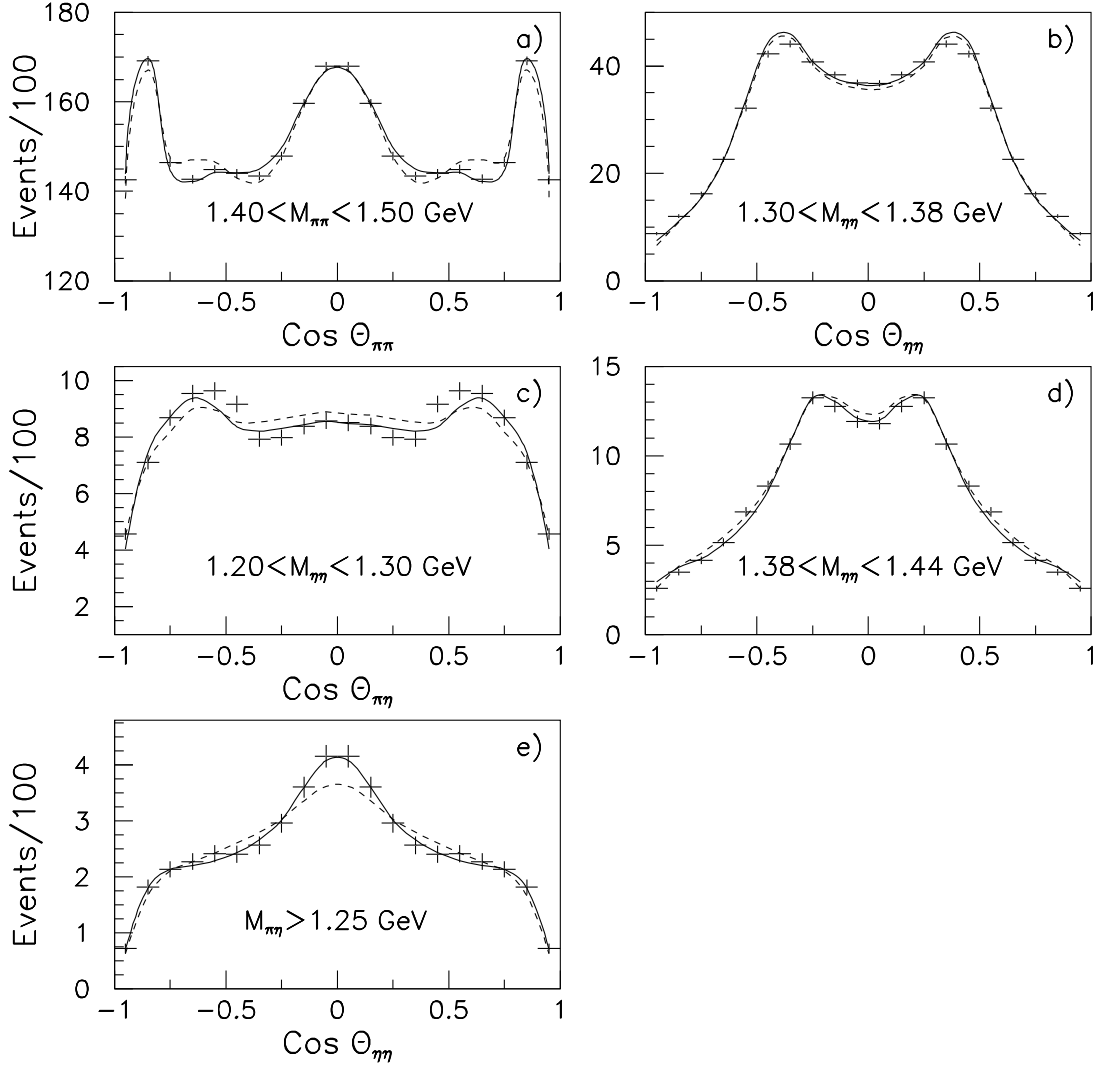 Events/100
180
160
140
120
a)
1.40<Mππ<1.50 GeV
−1 −0.5 0 0.5 1
Cos Θππ
40
20
0
b)
1.30<Mηη<1.38 GeV
−1 −0.5 0 0.5 1
Cos Θηη
Events/100
10
8
6
4
2
c)
1.20<Mηη<1.30 GeV
−1 −0.5 0 0.5 1
Cos Θπη
15
10
5
0
d)
1.38<Mηη<1.44 GeV
−1 −0.5 0 0.5 1
Cos Θηη
Events/100
4
3
2
1
0
e)
Mπη>1.25 GeV
−1 −0.5 0 0.5 1
Cos Θηη